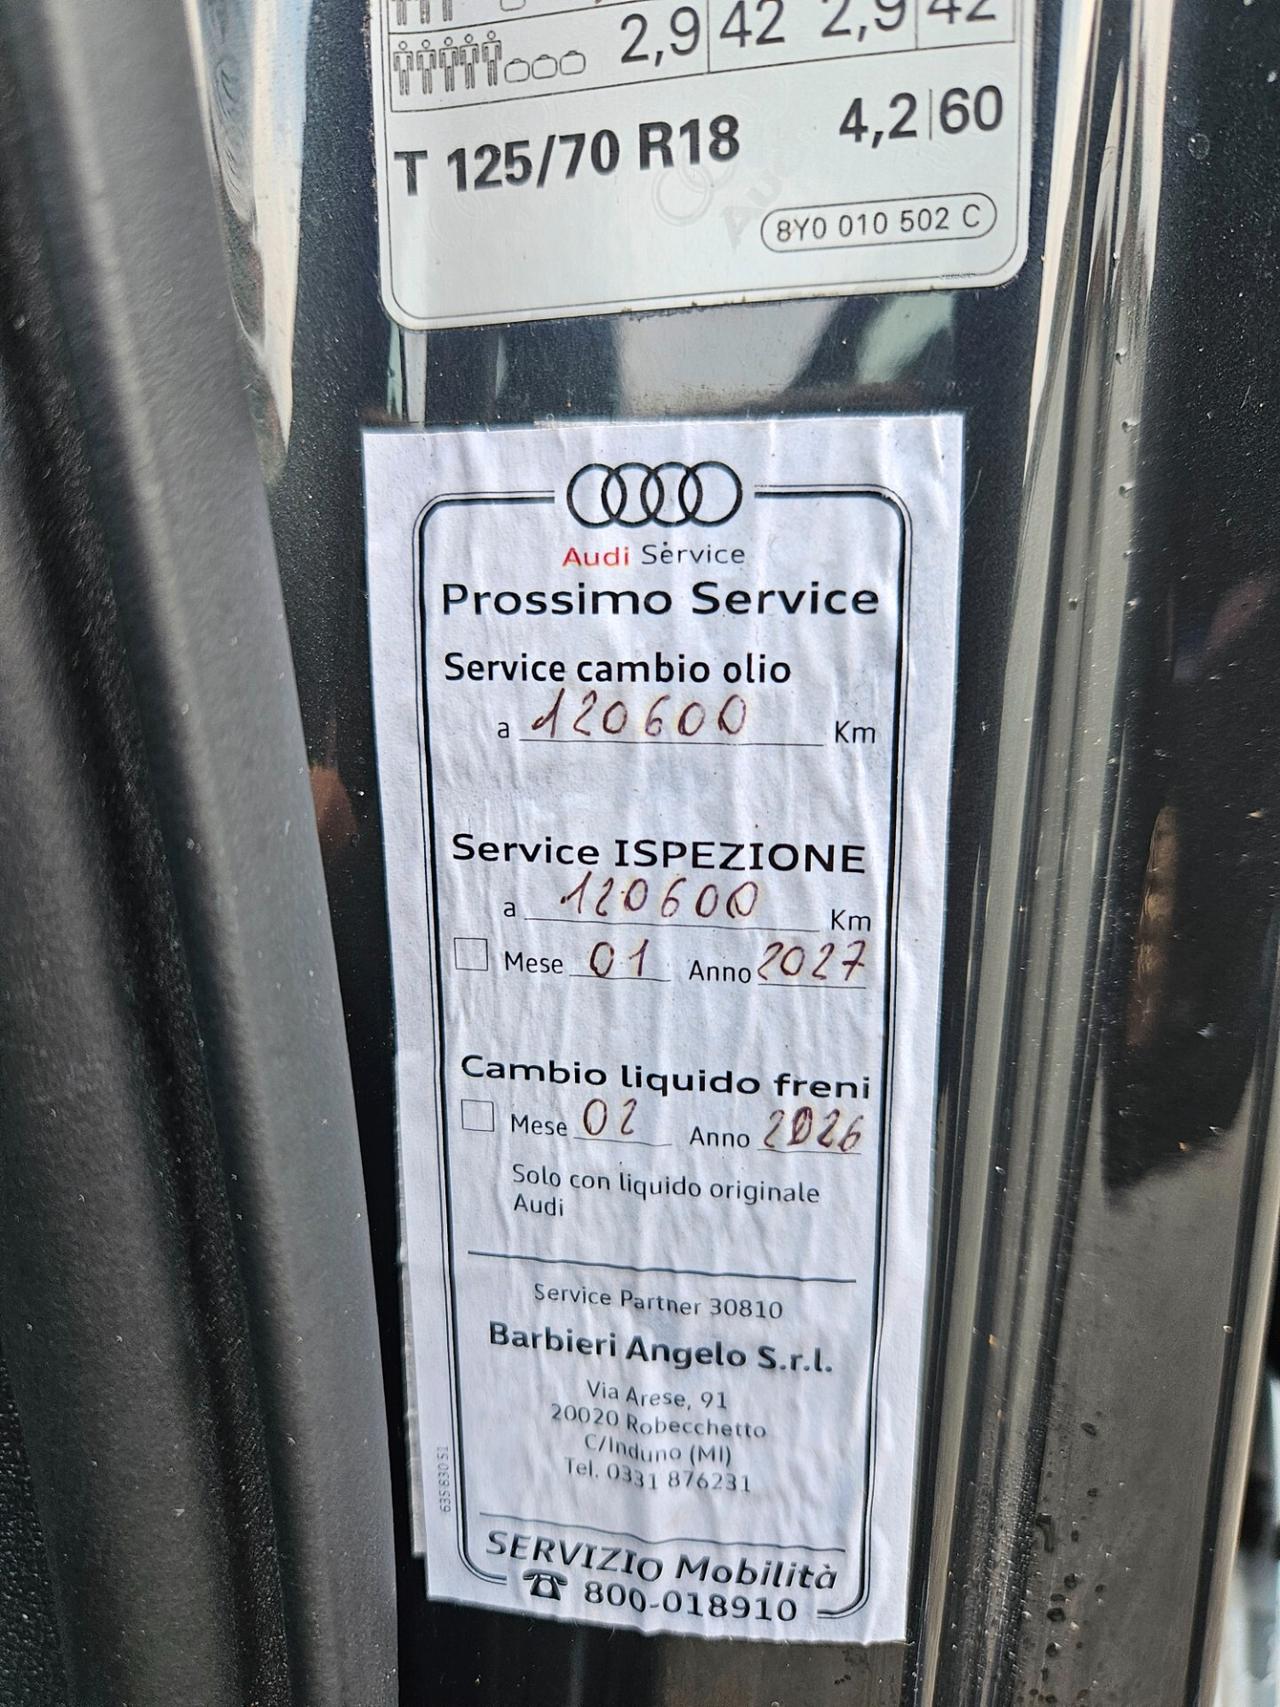 2,9 42 2,9 42
T 125/70 R18 4,2 60
8Y0 010 502 C
Audi Service
Prossimo Service
Service cambio olio
a 120600 Km
Service ISPEZIONE
a 120600 Km
Mese 01 Anno 2027
Cambio liquido freni
Mese 02 Anno 2026
Solo con liquido originale
Audi
Service Partner 30810
Barbieri Angelo S.r.l.
Via Arese, 91
20020 Robecchetto
C/Induno (MI)
Tel. 0331 876231
635 830 51
SERVIZIO Mobilità
☎ 800-018910